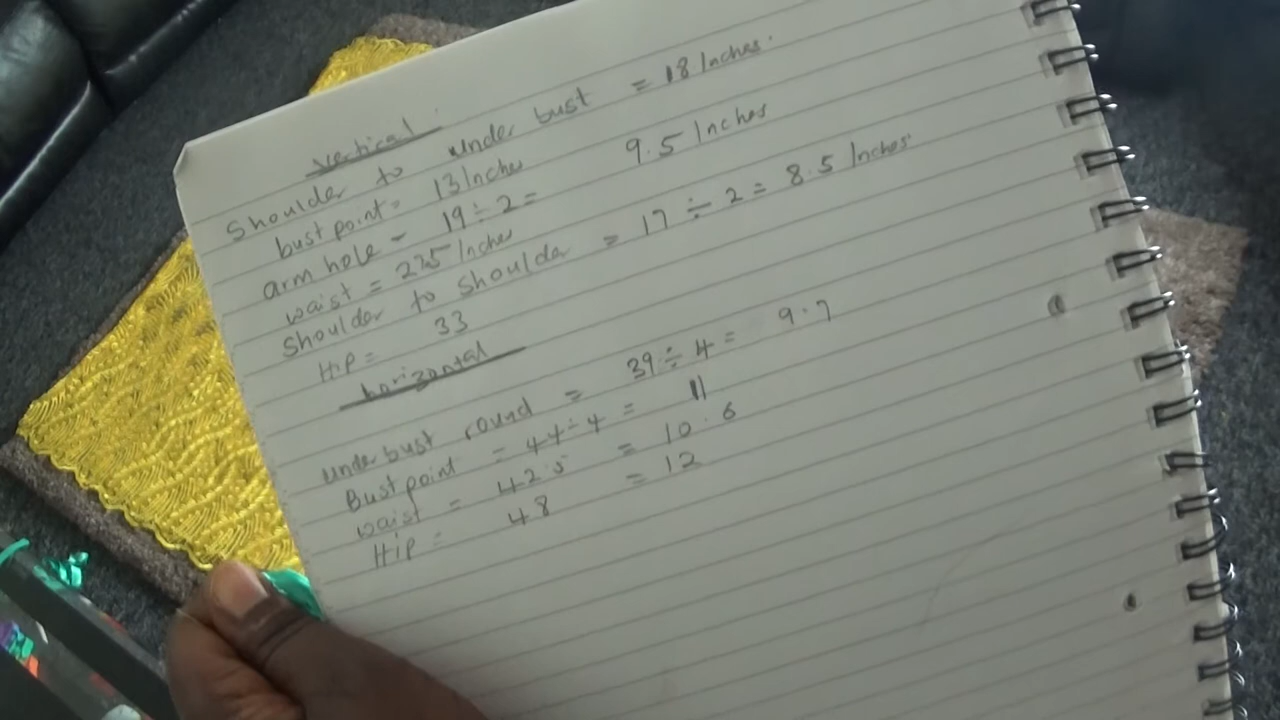 vertical
Shoulder to under bust = 18 Inches.
bust point = 13 Inches
arm hole - 19 ÷ 2 = 9.5 Inches
waist = 22.5 Inches
Shoulder to Shoulder = 17 ÷ 2 = 8.5 Inches
Hip = 33
horizontal
under bust round = 39 ÷ 4 = 9.7
Bust point = 44 ÷ 4 = 11
waist = 42.5 = 10.6
Hip = 48 = 12